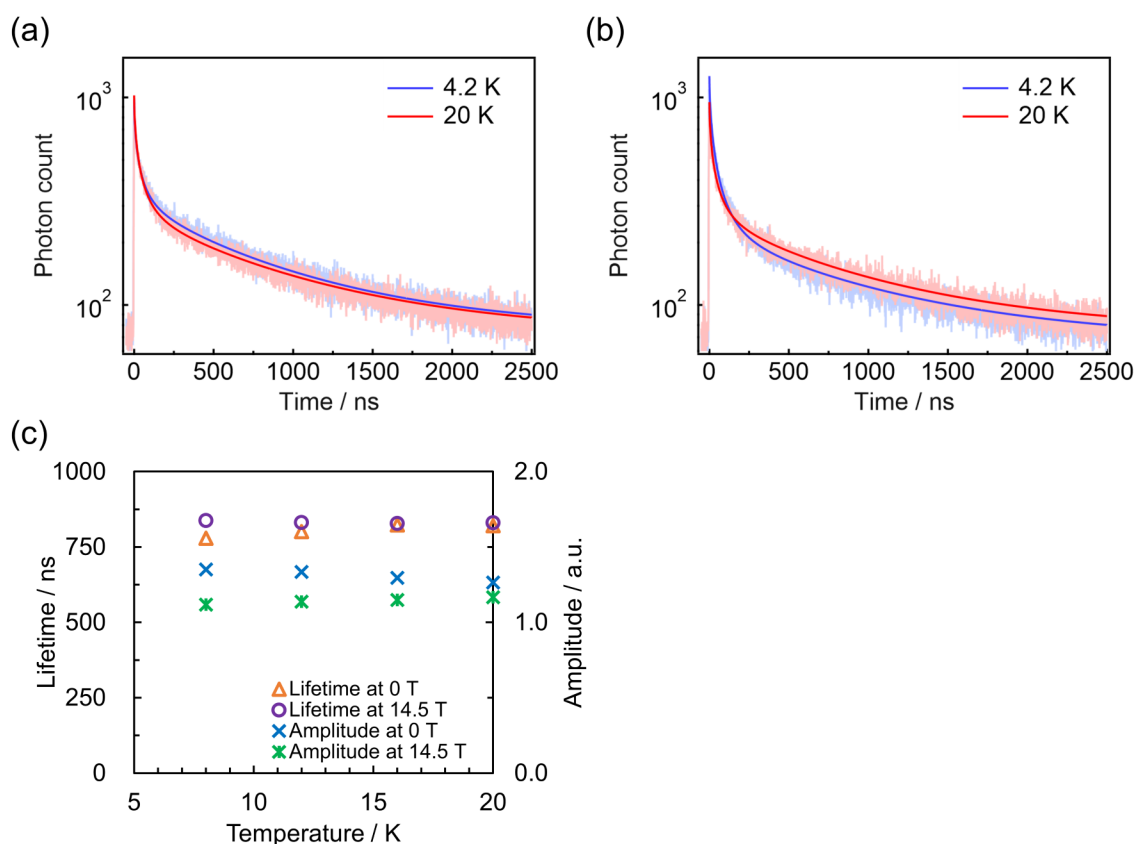 (a)
(b)
10³
10²
Photon count
4.2 K
20 K
0 500 1000 1500 2000 2500
Time / ns
10³
10²
Photon count
4.2 K
20 K
0 500 1000 1500 2000 2500
Time / ns
(c)
1000
750
500
250
0
Lifetime / ns
2.0
1.0
0.0
Amplitude / a.u.
Lifetime at 0 T
Lifetime at 14.5 T
Amplitude at 0 T
Amplitude at 14.5 T
5 10 15 20
Temperature / K